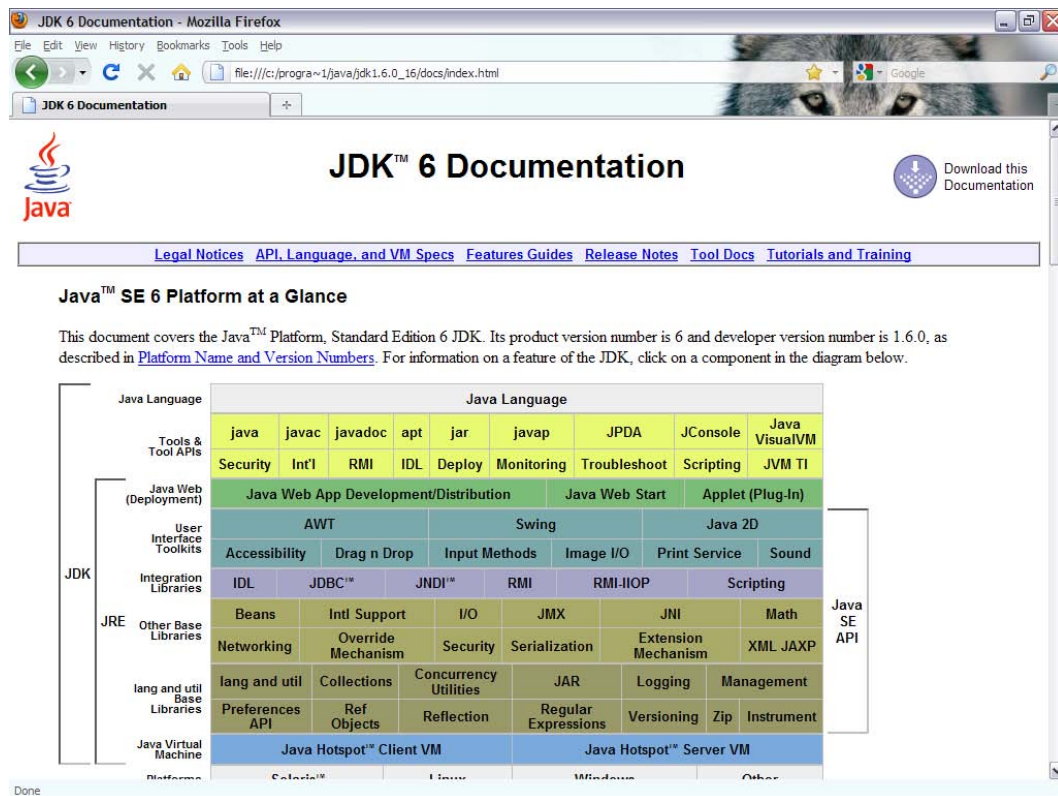 JDK 6 Documentation - Mozilla Firefox
File Edit View History Bookmarks Tools Help
file:///c:/progra~1/java/jdk1.6.0_16/docs/index.html
Google
JDK 6 Documentation
Java
JDK™ 6 Documentation
Download this
Documentation
Legal Notices API, Language, and VM Specs Features Guides Release Notes Tool Docs Tutorials and Training
Java™ SE 6 Platform at a Glance
This document covers the Java™ Platform, Standard Edition 6 JDK. Its product version number is 6 and developer version number is 1.6.0, as
described in Platform Name and Version Numbers. For information on a feature of the JDK, click on a component in the diagram below.
Java Language
Java Language
Tools &
Tool APIs
java javac javadoc apt jar javap JPDA JConsole Java VisualVM
Security Int'l RMI IDL Deploy Monitoring Troubleshoot Scripting JVM TI
Java Web
(Deployment)
Java Web App Development/Distribution Java Web Start Applet (Plug-In)
User
Interface
Toolkits
AWT Swing Java 2D
Accessibility Drag n Drop Input Methods Image I/O Print Service Sound
JDK
Integration
Libraries
IDL JDBC™ JNDI™ RMI RMI-IIOP Scripting
JRE
Other Base
Libraries
Beans Intl Support I/O JMX JNI Math
Networking Override Mechanism Security Serialization Extension Mechanism XML JAXP
Java
SE
API
lang and util
Base
Libraries
lang and util Collections Concurrency Utilities JAR Logging Management
Preferences API Ref Objects Reflection Regular Expressions Versioning Zip Instrument
Java Virtual
Machine
Java Hotspot™ Client VM Java Hotspot™ Server VM
Platforms
Solaris™ Linux Windows Other
Done